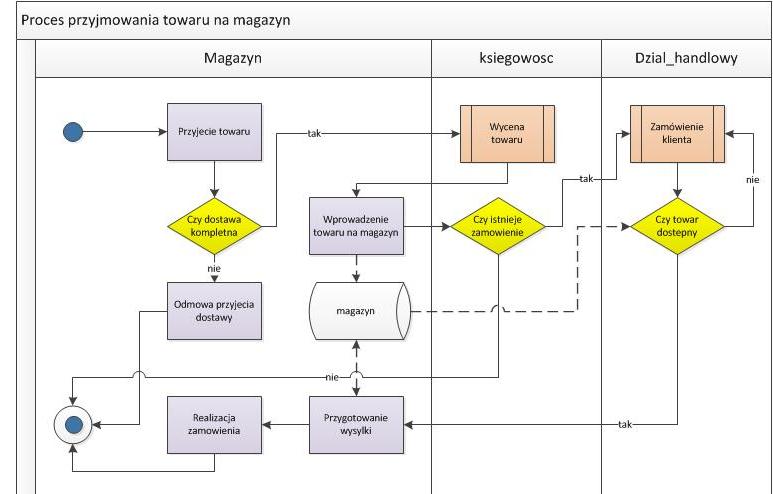 Proces przyjmowania towaru na magazyn
Magazyn
ksiegowosc
Dzial_handlowy
Przyjecie towaru
tak
Wycena
towaru
Zamówienie
klienta
tak
nie
Czy dostawa
kompletna
Wprowadzenie
towaru na magazyn
Czy istnieje
zamowienie
Czy towar
dostepny
nie
Odmowa przyjecia
dostawy
magazyn
nie
Realizacja
zamowienia
Przygotowanie
wysylki
tak